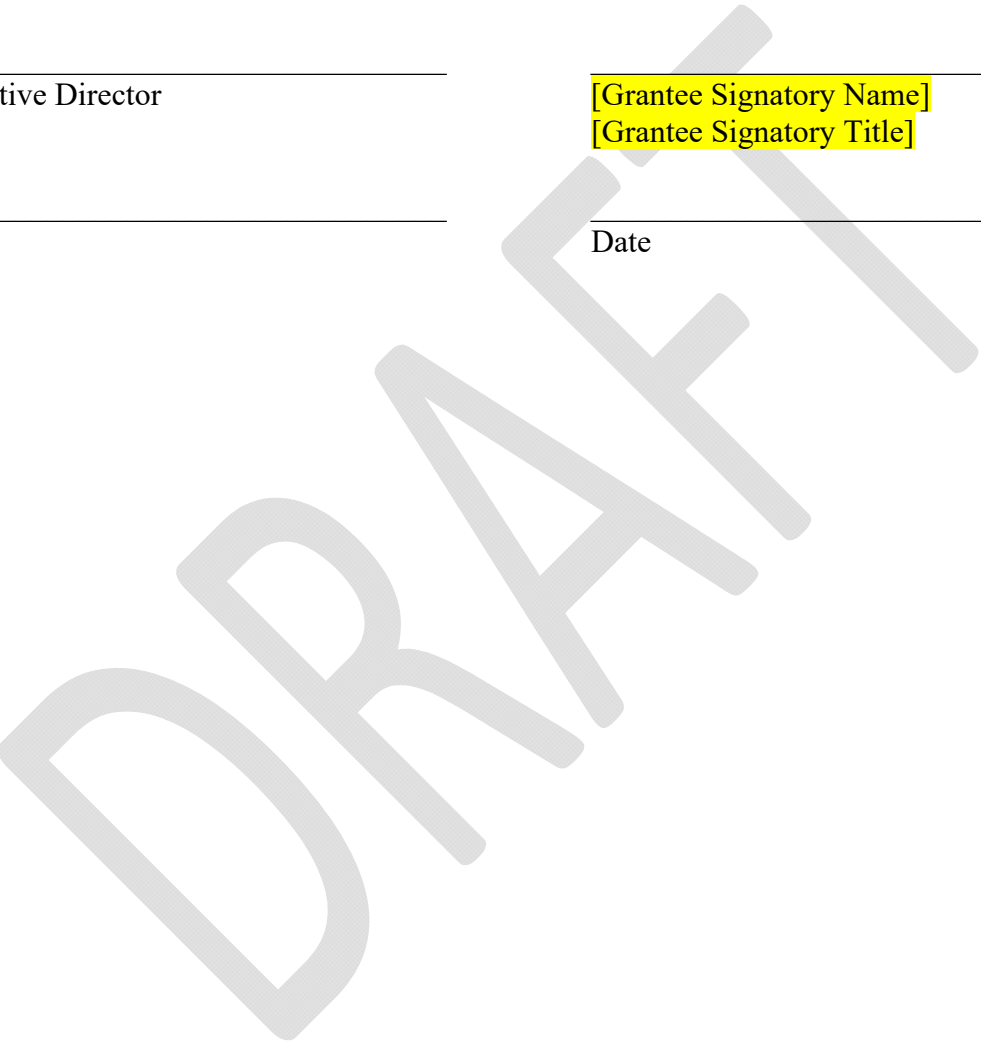 tive Director
[Grantee Signatory Name]
[Grantee Signatory Title]
Date
DRAFT